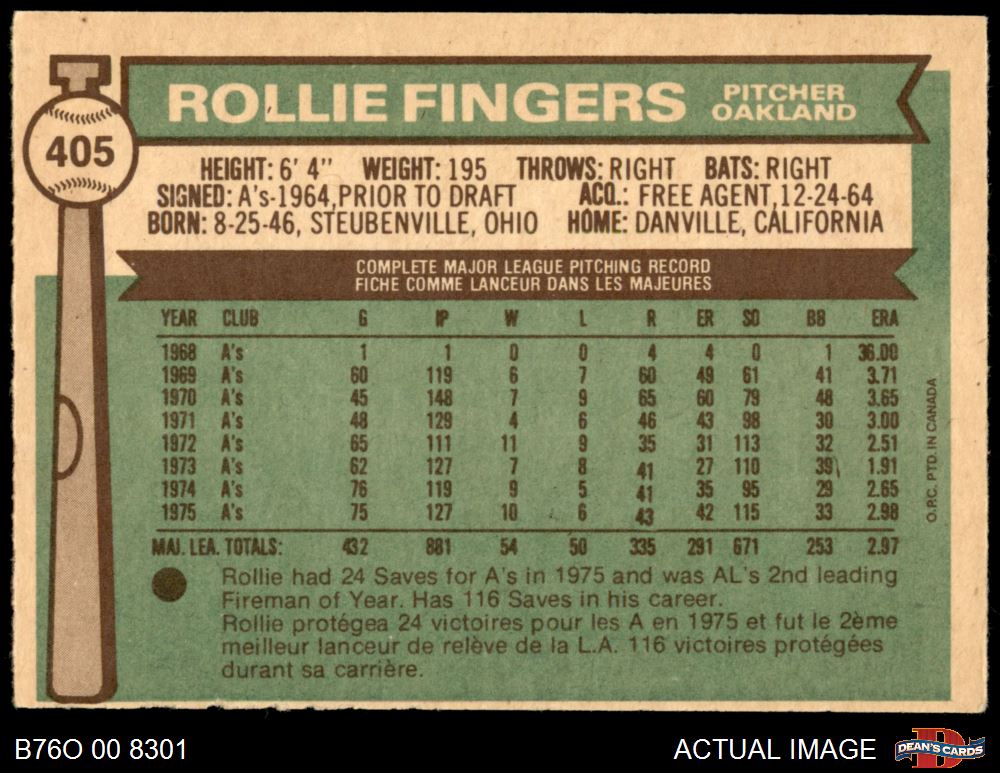 ROLLIE FINGERS PITCHER OAKLAND
405
HEIGHT: 6' 4" WEIGHT: 195 THROWS: RIGHT BATS: RIGHT
SIGNED: A's-1964, PRIOR TO DRAFT ACQ.: FREE AGENT, 12-24-64
BORN: 8-25-46, STEUBENVILLE, OHIO HOME: DANVILLE, CALIFORNIA
COMPLETE MAJOR LEAGUE PITCHING RECORD
FICHE COMME LANCEUR DANS LES MAJEURES
YEAR CLUB G IP W L R ER SO BB ERA
1968 A's 1 1 0 0 4 4 0 1 36.00
1969 A's 60 119 6 7 60 49 61 41 3.71
1970 A's 45 148 7 9 65 60 79 48 3.65
1971 A's 48 129 4 6 46 43 98 30 3.00
1972 A's 65 111 11 9 35 31 113 32 2.51
1973 A's 62 127 7 8 41 27 110 39 1.91
1974 A's 76 119 9 5 41 35 95 29 2.65
1975 A's 75 127 10 6 43 42 115 33 2.98
MAJ. LEA. TOTALS: 432 881 54 50 335 291 671 253 2.97
Rollie had 24 Saves for A's in 1975 and was AL's 2nd leading
Fireman of Year. Has 116 Saves in his career.
Rollie protégea 24 victoires pour les A en 1975 et fut le 2ème
meilleur lanceur de relève de la L.A. 116 victoires protégées
durant sa carrière.
O.P.C. PTD. IN CANADA
B76O 00 8301 ACTUAL IMAGE DEAN'S CARDS